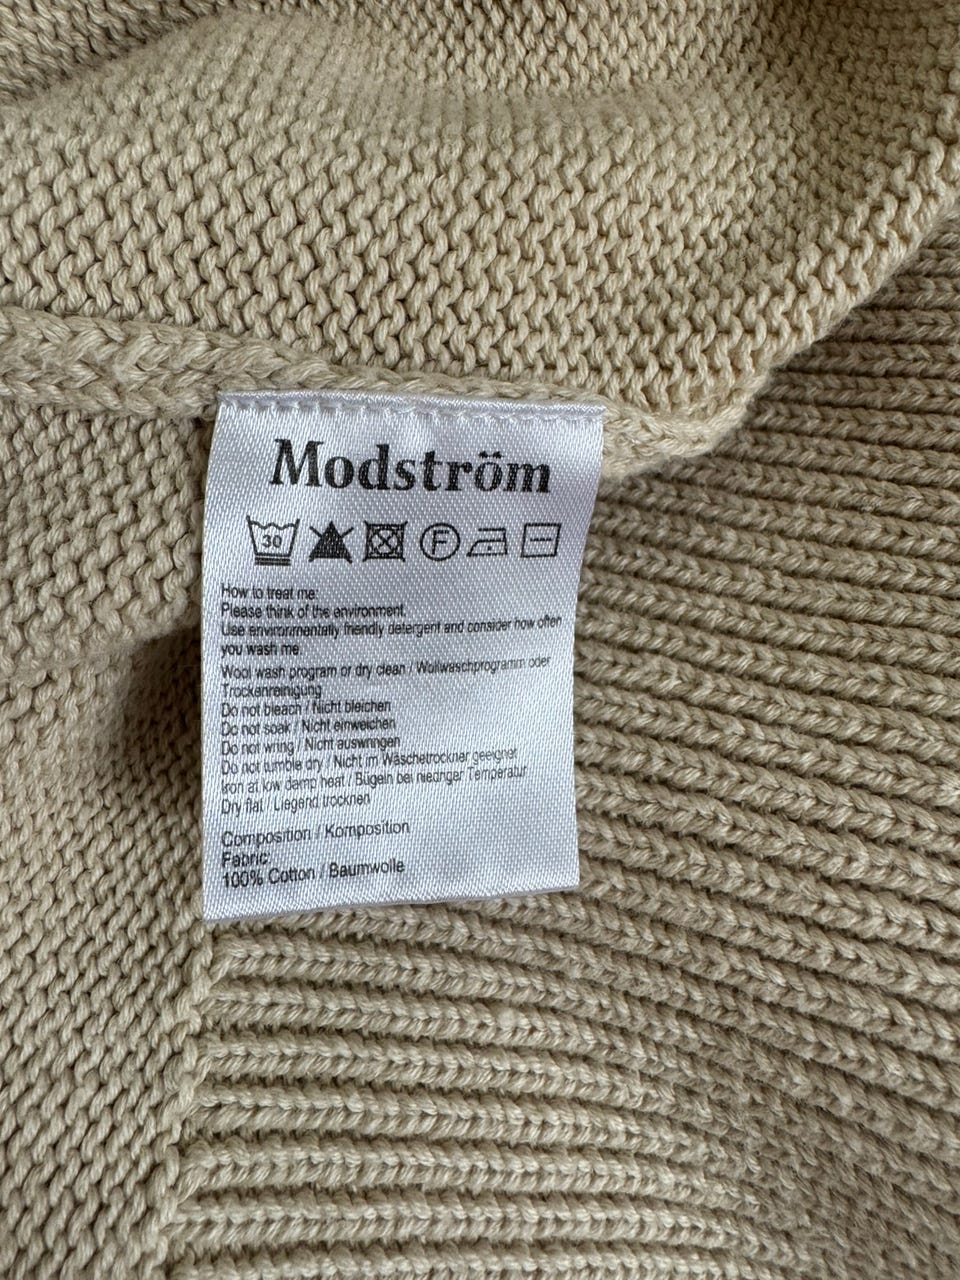 Modström
30 F
How to treat me:
Please think of the environment.
Use environmentally friendly detergent and consider how often
you wash me.
Wool wash program or dry clean / Wollwaschprogramm oder
Trockenreinigung
Do not bleach / Nicht bleichen
Do not soak / Nicht einweichen
Do not wring / Nicht auswringen
Do not tumble dry / Nicht im Wäschetrockner geeignet
Iron at low damp heat / Bügeln bei niedriger Temperatur
Dry flat / Liegend trocknen
Composition / Komposition
Fabric:
100% Cotton / Baumwolle